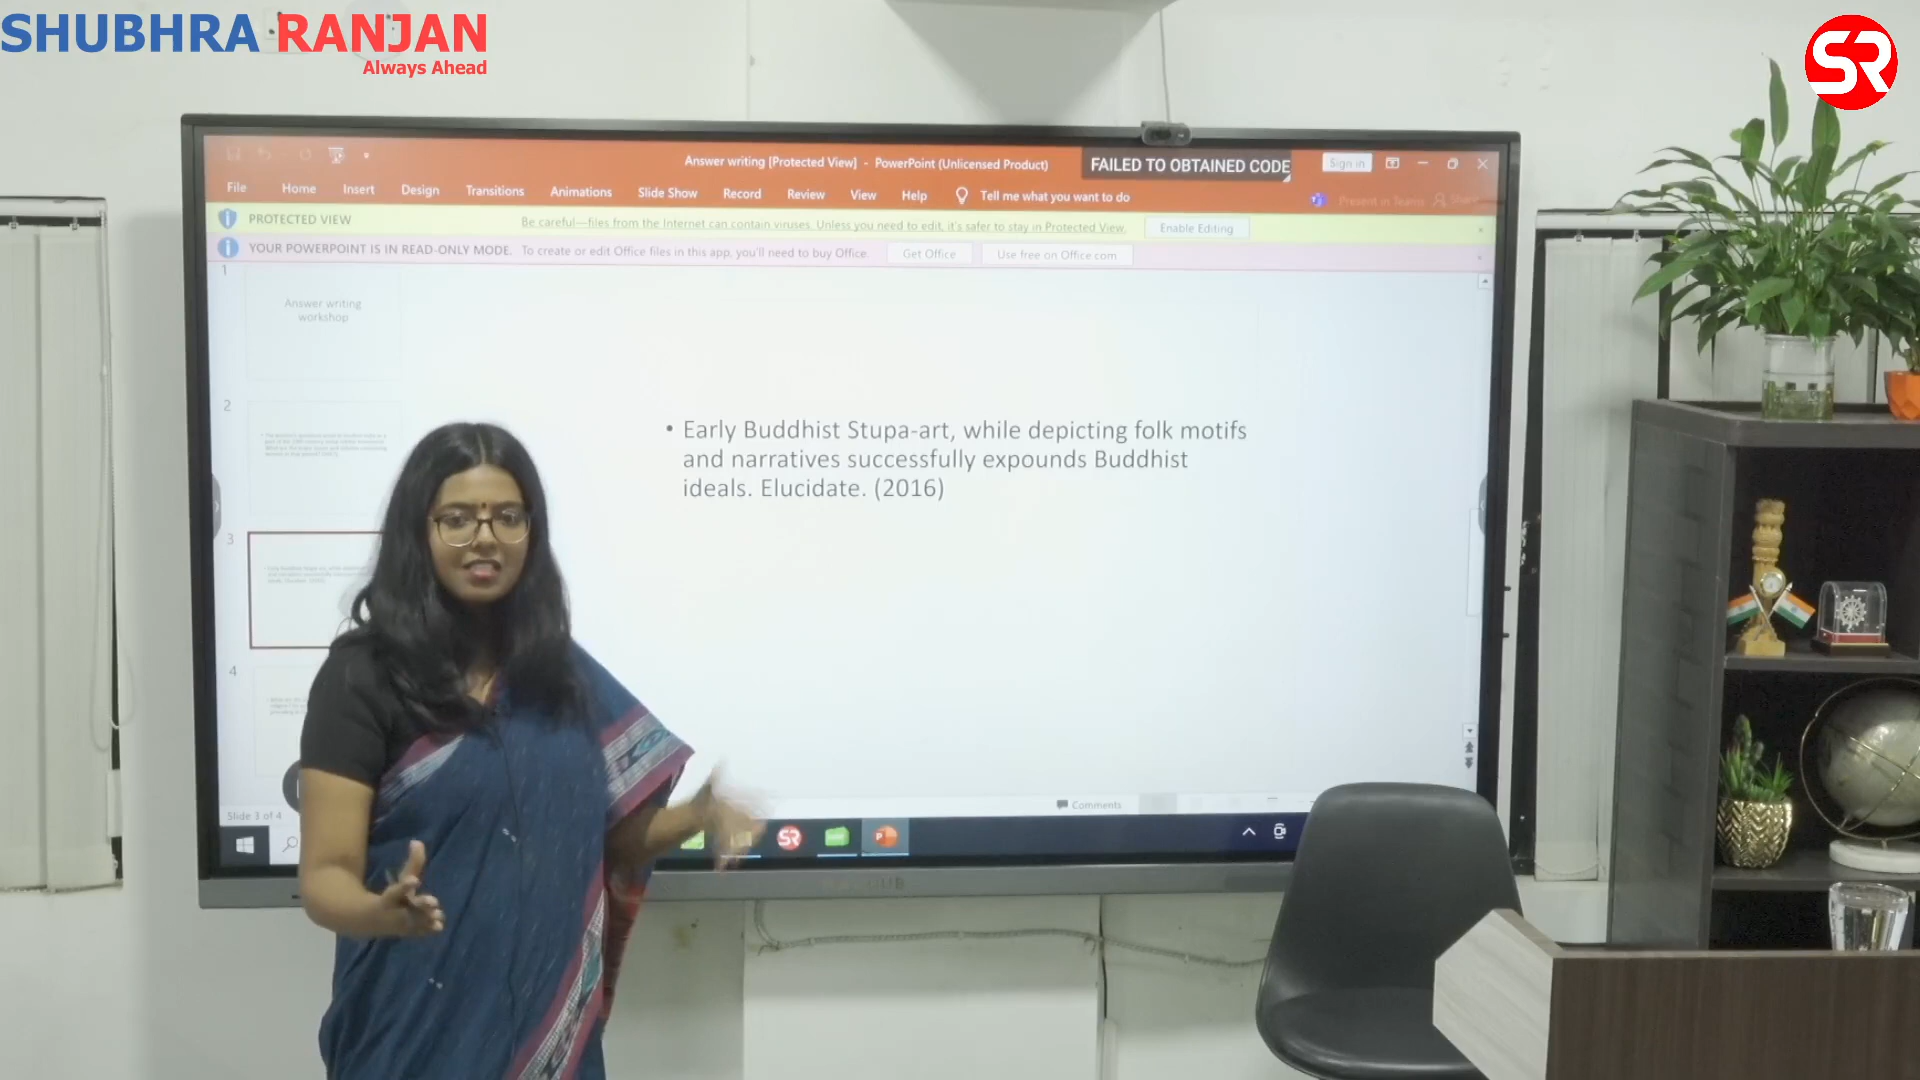 SHUBHRA RANJAN
Always Ahead
SR
Answer writing [Protected View] - PowerPoint (Unlicensed Product)
FAILED TO OBTAINED CODE
Sign in
File Home Insert Design Transitions Animations Slide Show Record Review View Help Tell me what you want to do
Present in Teams Share
PROTECTED VIEW Be careful—files from the Internet can contain viruses. Unless you need to edit, it's safer to stay in Protected View. Enable Editing
YOUR POWERPOINT IS IN READ-ONLY MODE. To create or edit Office files in this app, you'll need to buy Office. Get Office Use free on Office.com
1
Answer writing
workshop
2
3
4
• Early Buddhist Stupa-art, while depicting folk motifs
and narratives successfully expounds Buddhist
ideals. Elucidate. (2016)
Slide 3 of 4
Comments
SR
P